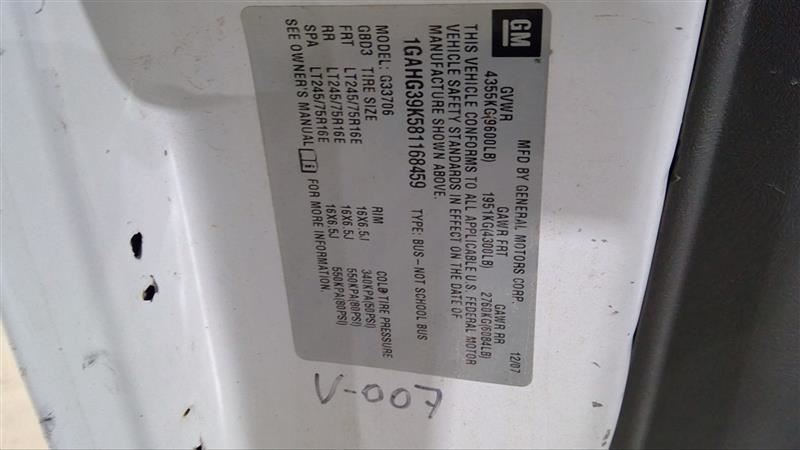 GM
MFD BY GENERAL MOTORS CORP. 12/07
GVWR GAWR FRT GAWR RR
4355KG(9600LB) 1951KG(4300LB) 2760KG(6084LB)
THIS VEHICLE CONFORMS TO ALL APPLICABLE U.S. FEDERAL MOTOR
VEHICLE SAFETY STANDARDS IN EFFECT ON THE DATE OF
MANUFACTURE SHOWN ABOVE.
1GAHG39K581168459 TYPE: BUS-NOT SCHOOL BUS
MODEL: G33706
GBD3 TIRE SIZE RIM COLD TIRE PRESSURE
FRT LT245/75R16E 16X6.5J 340KPA(50PSI)
RR LT245/75R16E 16X6.5J 550KPA(80PSI)
SPA LT245/75R16E 16X6.5J 550KPA(80PSI)
SEE OWNER'S MANUAL FOR MORE INFORMATION.
V-007